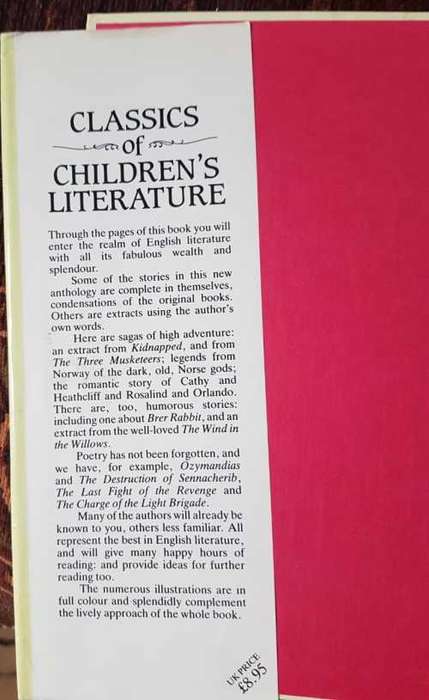 CLASSICS
of
CHILDREN'S
LITERATURE
Through the pages of this book you will
enter the realm of English literature
with all its fabulous wealth and
splendour.
Some of the stories in this new
anthology are complete in themselves,
condensations of the original books.
Others are extracts using the author's
own words.
Here are sagas of high adventure:
an extract from Kidnapped, and from
The Three Musketeers; legends from
Norway of the dark, old, Norse gods;
the romantic story of Cathy and
Heathcliff and Rosalind and Orlando.
There are, too, humorous stories:
including one about Brer Rabbit, and an
extract from the well-loved The Wind in
the Willows.
Poetry has not been forgotten, and
we have, for example, Ozymandias
and The Destruction of Sennacherib,
The Last Fight of the Revenge and
The Charge of the Light Brigade.
Many of the authors will already be
known to you, others less familiar. All
represent the best in English literature,
and will give many happy hours of
reading: and provide ideas for further
reading too.
The numerous illustrations are in
full colour and splendidly complement
the lively approach of the whole book.
UK PRICE
£8.95